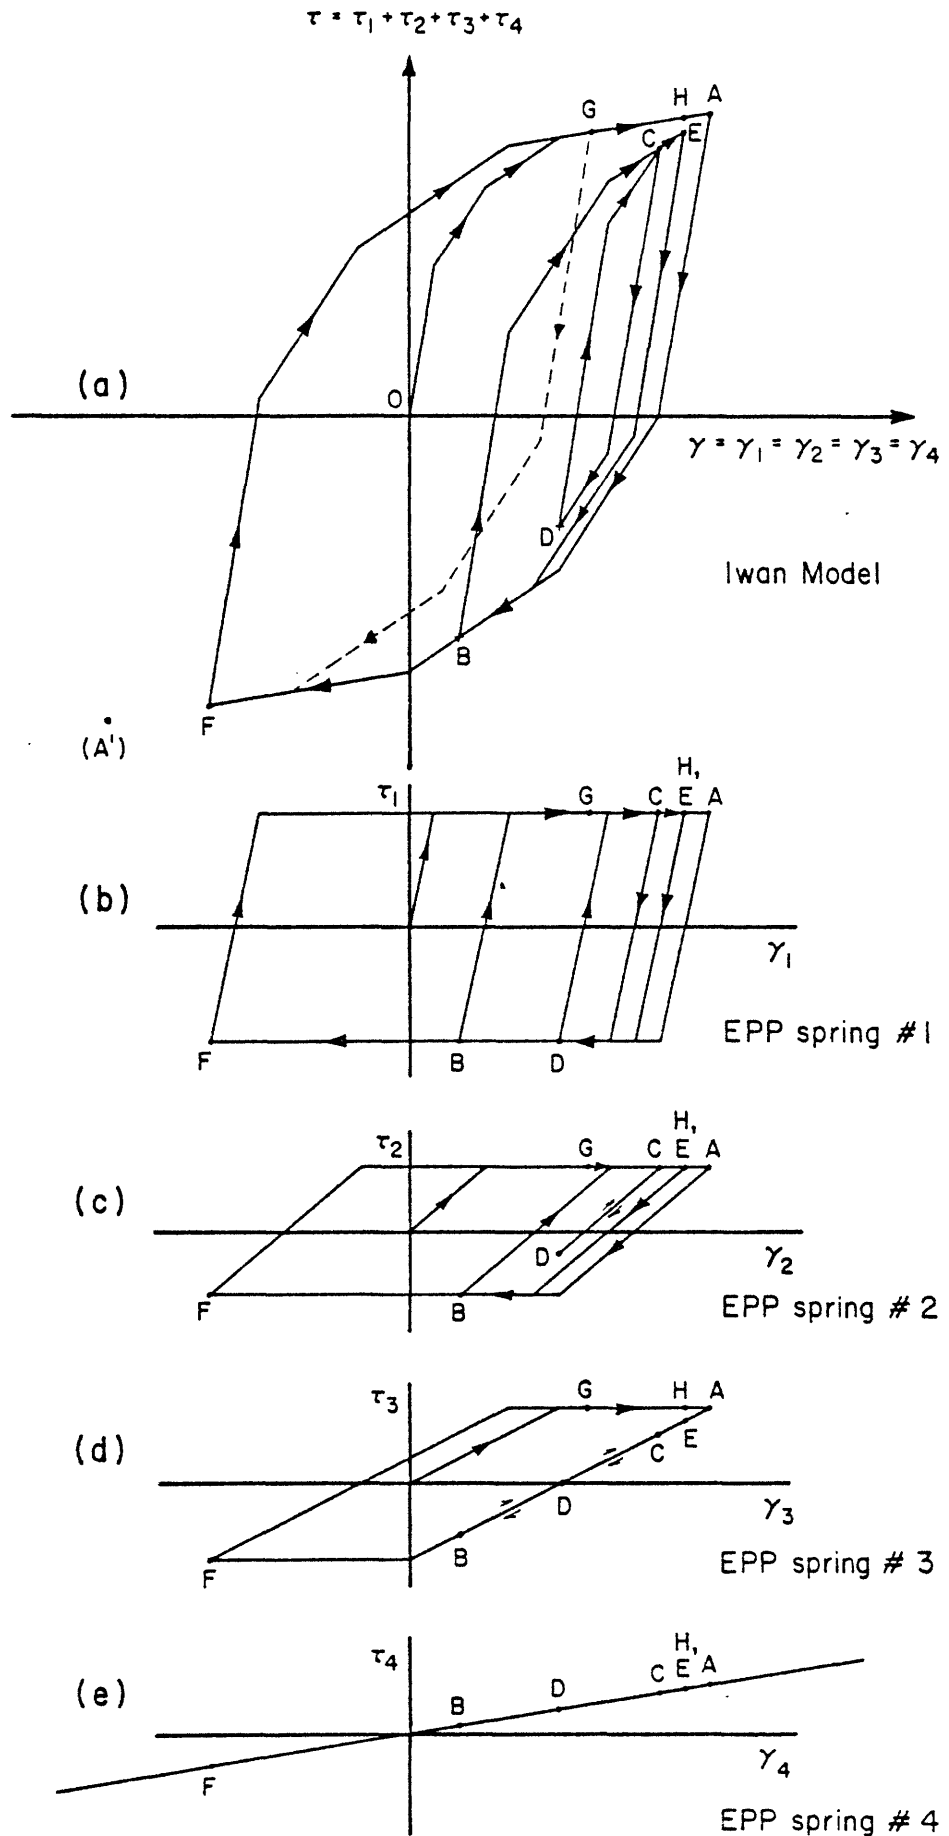 τ = τ₁ + τ₂ + τ₃ + τ₄
G
H
A
C
E
(a)
O
γ = γ₁ = γ₂ = γ₃ = γ₄
D
Iwan Model
B
F
(A')
τ₁
G
C
H,
E
A
(b)
γ₁
F
B
D
EPP spring #1
τ₂
G
C
H,
E
A
(c)
D
γ₂
F
B
EPP spring #2
τ₃
G
H
A
(d)
E
C
D
γ₃
B
F
EPP spring #3
τ₄
H,
(e)
B
D
C
E
A
F
γ₄
EPP spring #4